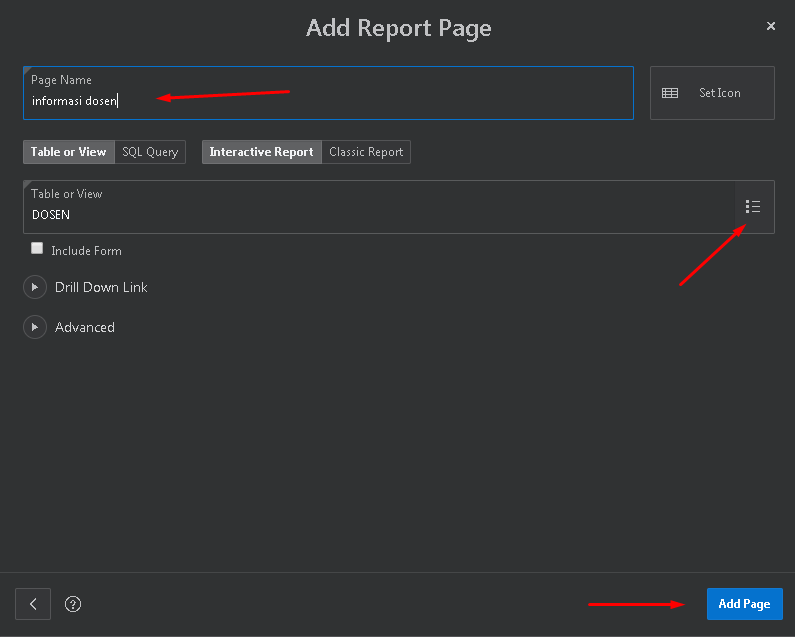 Add Report Page
Page Name
informasi dosen
Set Icon
Table or View SQL Query Interactive Report Classic Report
Table or View
DOSEN
Include Form
Drill Down Link
Advanced
Add Page